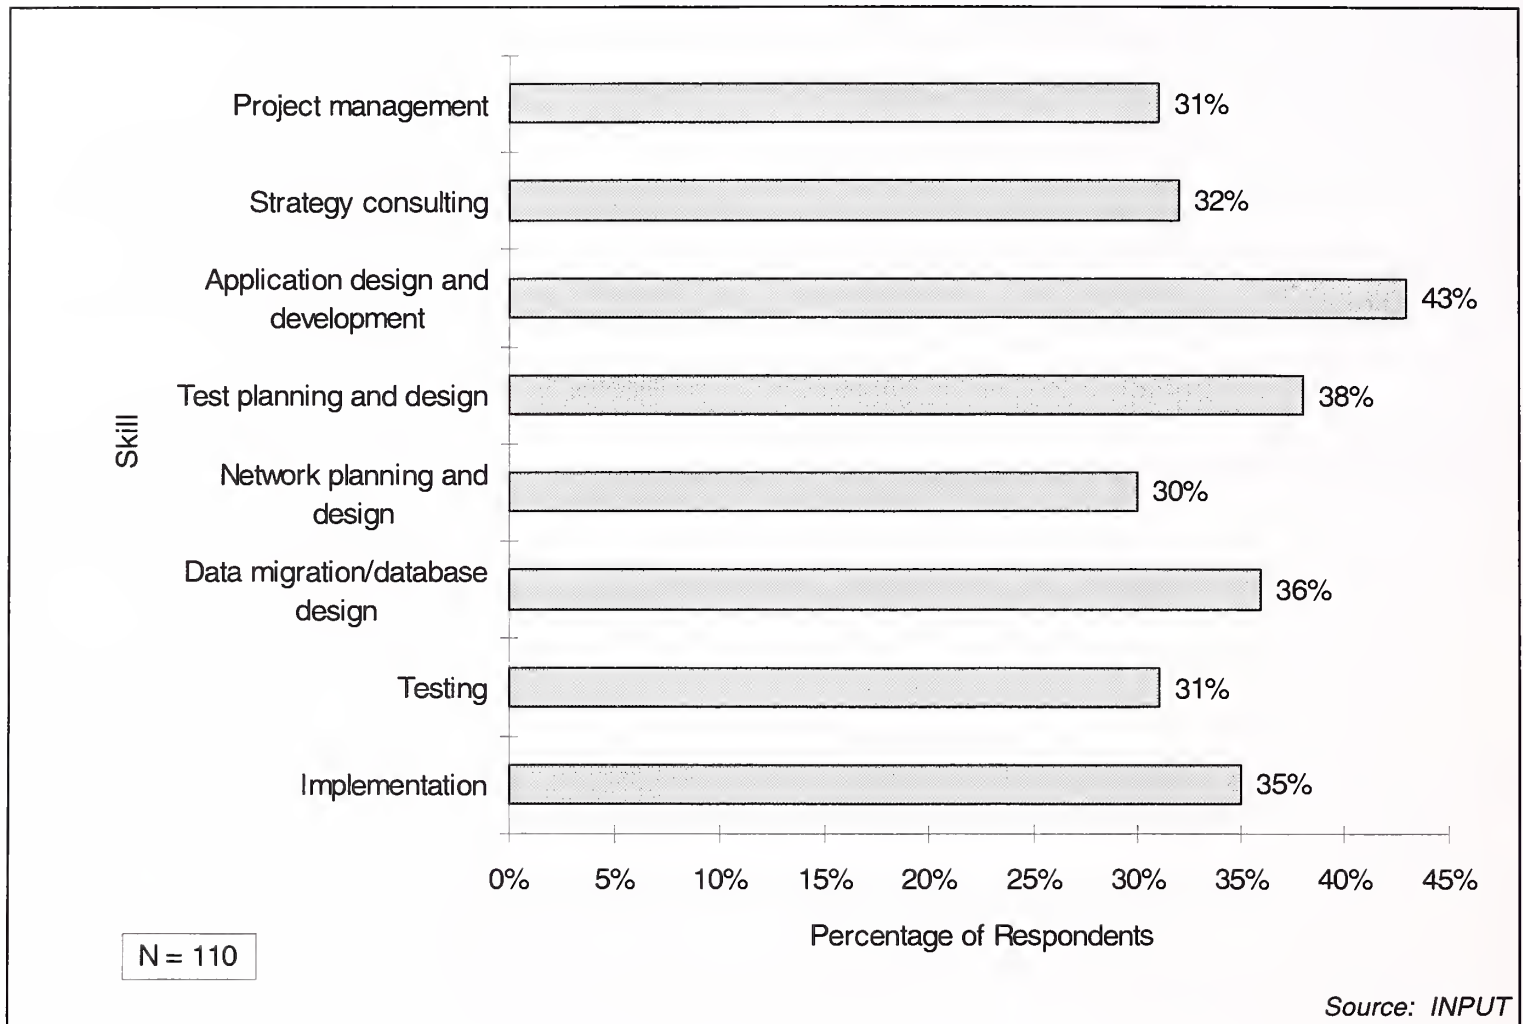 Project management
31%
Strategy consulting
32%
Application design and
development
43%
Test planning and design
38%
Skill
Network planning and
design
30%
Data migration/database
design
36%
Testing
31%
Implementation
35%
0% 5% 10% 15% 20% 25% 30% 35% 40% 45%
Percentage of Respondents
N = 110
Source: INPUT